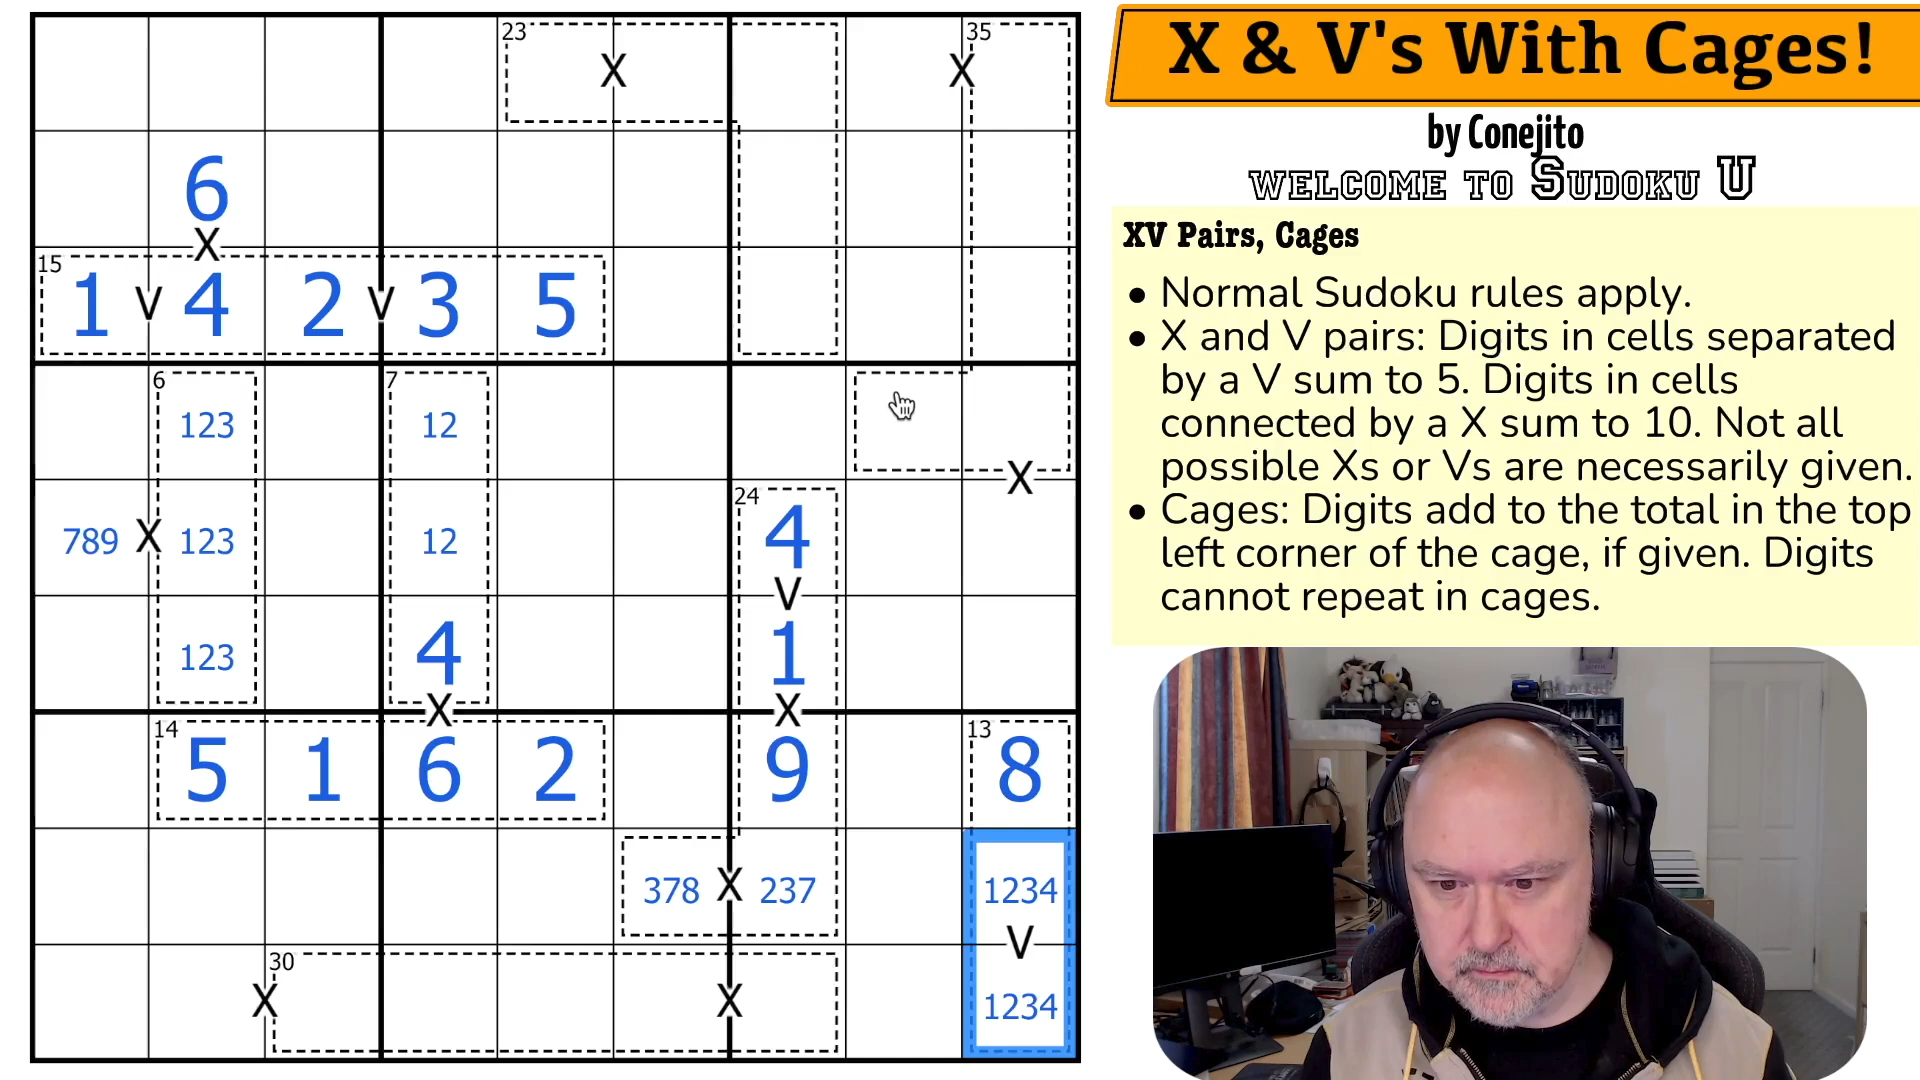 X & V's With Cages!
by Conejito
WELCOME TO SUDOKU U
XV Pairs, Cages
• Normal Sudoku rules apply.
• X and V pairs: Digits in cells separated
by a V sum to 5. Digits in cells
connected by a X sum to 10. Not all
possible Xs or Vs are necessarily given.
• Cages: Digits add to the total in the top
left corner of the cage, if given. Digits
cannot repeat in cages.
23 X X 35
6
X
15 1 V 4 2 V 3 5
6 123 7 12
X
789 X 123 12 24 4
V
123 4 1
X X
14 5 1 6 2 9 13 8
378 X 237 1234
V
X 30 X 1234